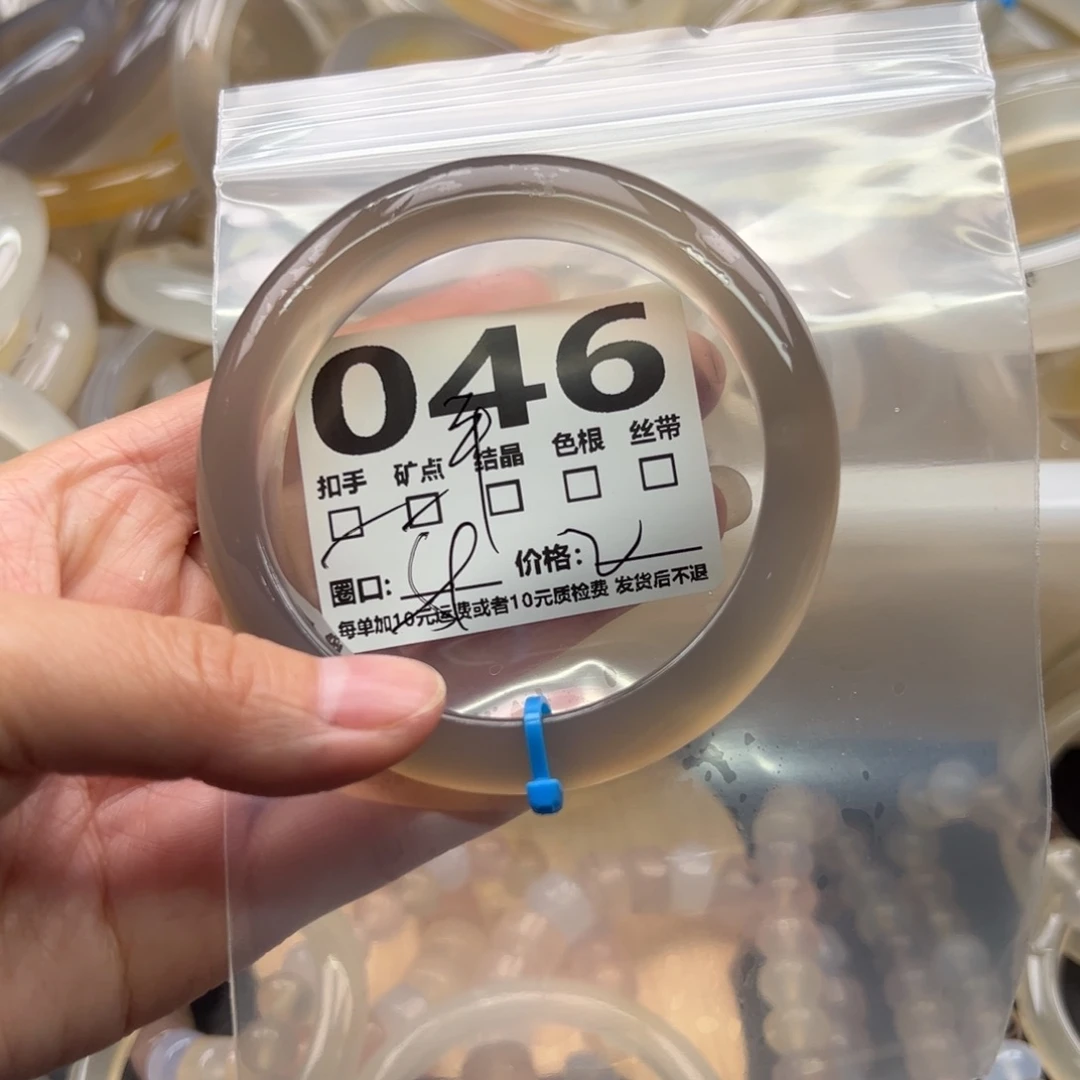 046
扣手 矿点 结晶 色根 丝带
圈口: 价格:
每单加10元运费或者10元质检费 发货后不退